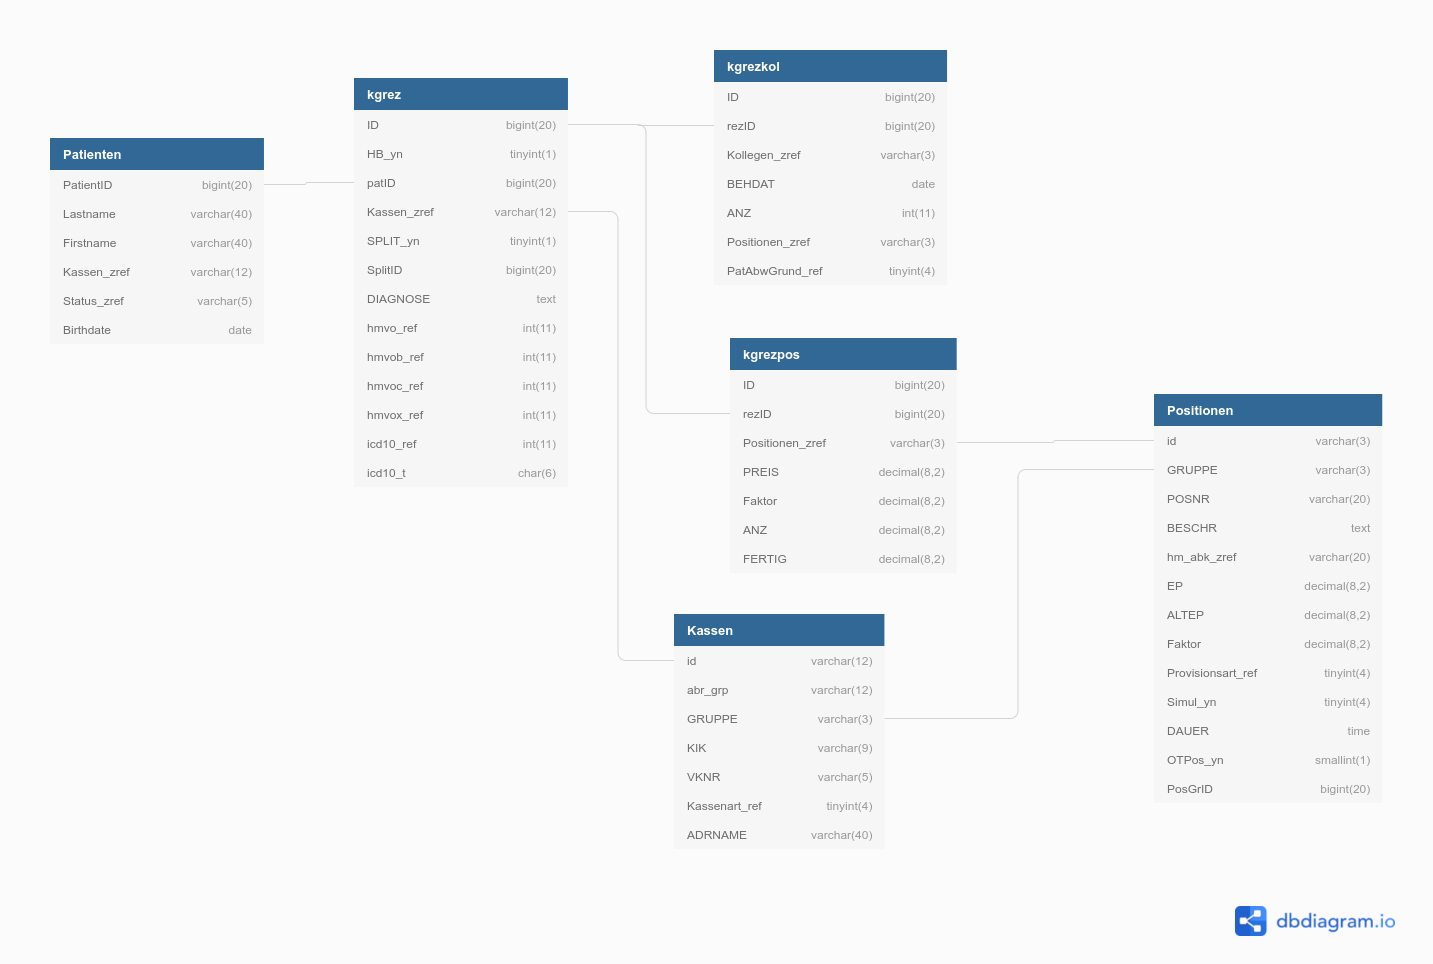 Patienten
PatientID bigint(20)
Lastname varchar(40)
Firstname varchar(40)
Kassen_zref varchar(12)
Status_zref varchar(5)
Birthdate date
kgrez
ID bigint(20)
HB_yn tinyint(1)
patID bigint(20)
Kassen_zref varchar(12)
SPLIT_yn tinyint(1)
SplitID bigint(20)
DIAGNOSE text
hmvo_ref int(11)
hmvob_ref int(11)
hmvoc_ref int(11)
hmvox_ref int(11)
icd10_ref int(11)
icd10_t char(6)
kgrezkol
ID bigint(20)
rezID bigint(20)
Kollegen_zref varchar(3)
BEHDAT date
ANZ int(11)
Positionen_zref varchar(3)
PatAbwGrund_ref tinyint(4)
kgrezpos
ID bigint(20)
rezID bigint(20)
Positionen_zref varchar(3)
PREIS decimal(8,2)
Faktor decimal(8,2)
ANZ decimal(8,2)
FERTIG decimal(8,2)
Kassen
id varchar(12)
abr_grp varchar(12)
GRUPPE varchar(3)
KIK varchar(9)
VKNR varchar(5)
Kassenart_ref tinyint(4)
ADRNAME varchar(40)
Positionen
id varchar(3)
GRUPPE varchar(3)
POSNR varchar(20)
BESCHR text
hm_abk_zref varchar(20)
EP decimal(8,2)
ALTEP decimal(8,2)
Faktor decimal(8,2)
Provisionsart_ref tinyint(4)
Simul_yn tinyint(4)
DAUER time
OTPos_yn smallint(1)
PosGrID bigint(20)
dbdiagram.io